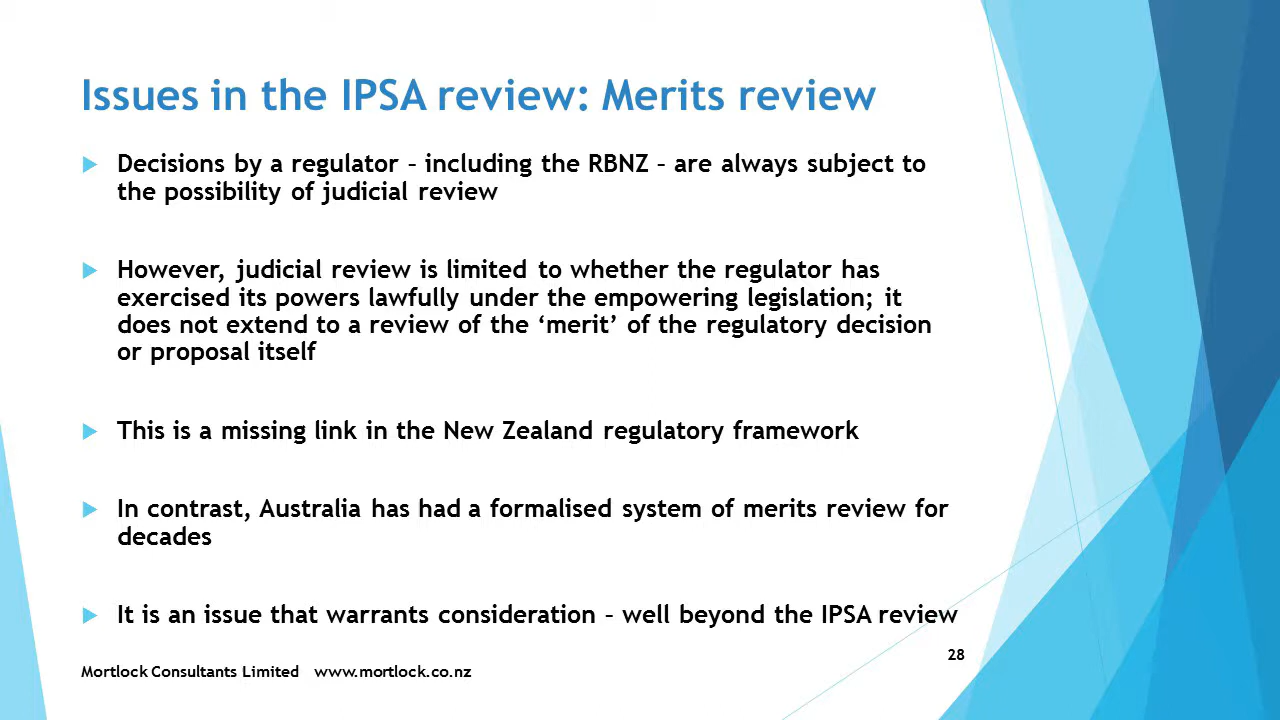 Issues in the IPSA review: Merits review
Decisions by a regulator – including the RBNZ – are always subject to
the possibility of judicial review
However, judicial review is limited to whether the regulator has
exercised its powers lawfully under the empowering legislation; it
does not extend to a review of the ‘merit’ of the regulatory decision
or proposal itself
This is a missing link in the New Zealand regulatory framework
In contrast, Australia has had a formalised system of merits review for
decades
It is an issue that warrants consideration – well beyond the IPSA review
28
Mortlock Consultants Limited www.mortlock.co.nz